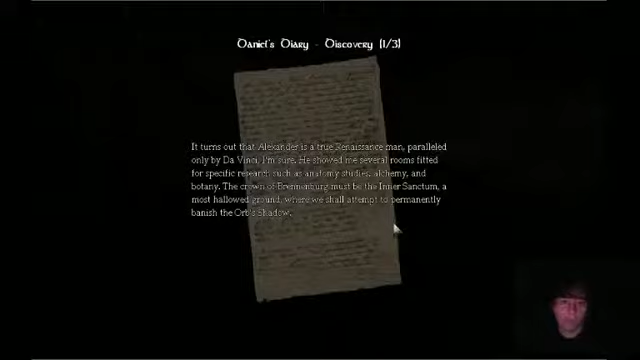 Daniel's Diary - Discovery (1/3)
It turns out that Alexander is a true Renaissance man, paralleled
only by Da Vinci, I'm sure. He showed me several rooms fitted
for specific research such as anatomy studies, alchemy, and
botany. The crown of Brennenburg must be the Inner Sanctum, a
most hallowed ground, where we shall attempt to permanently
banish the Orb's Shadow.